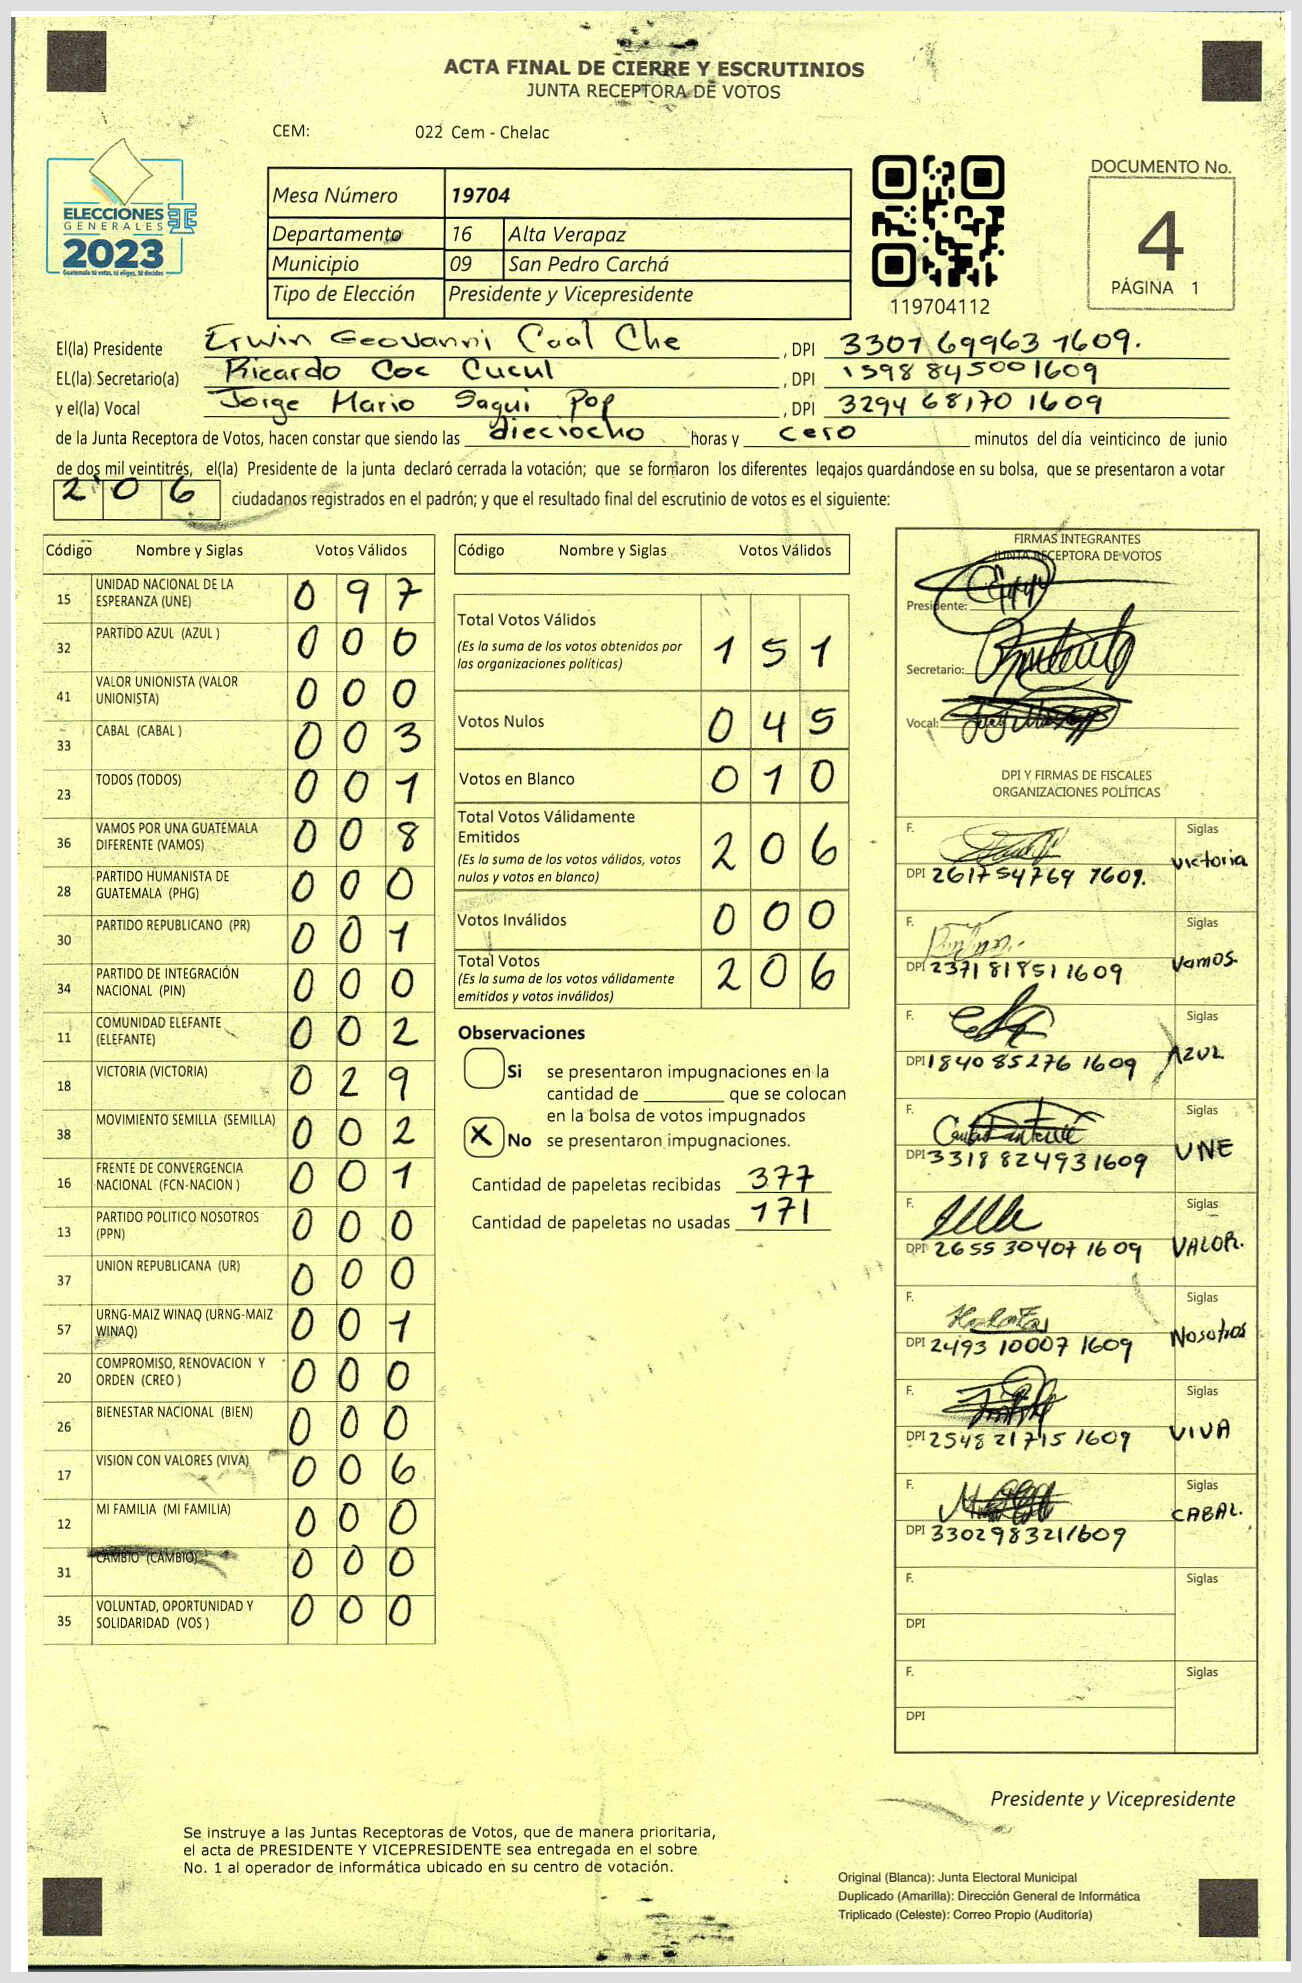 ACTA FINAL DE CIERRE Y ESCRUTINIOS
JUNTA RECEPTORA DE VOTOS
CEM: 022 Cem - Chelac
ELECCIONES
GENERALES
2023
Guatemala tú votas, tú eliges, tú decides
Mesa Número 19704
Departamento 16 Alta Verapaz
Municipio 09 San Pedro Carchá
Tipo de Elección Presidente y Vicepresidente
119704112
DOCUMENTO No.
4
PÁGINA 1
El(la) Presidente Erwin Geovanni Caal Che , DPI 3301 69963 1609.
EL(la) Secretario(a) Ricardo Coc Cucul , DPI 1598 84500 1609
y el(la) Vocal Jorge Mario Saqui Pop , DPI 3294 68170 1609
de la Junta Receptora de Votos, hacen constar que siendo las dieciocho horas y cero minutos del día veinticinco de junio
de dos mil veintitrés, el(la) Presidente de la junta declaró cerrada la votación; que se formaron los diferentes legajos guardándose en su bolsa, que se presentaron a votar
206 ciudadanos registrados en el padrón; y que el resultado final del escrutinio de votos es el siguiente:
Código Nombre y Siglas Votos Válidos
15 UNIDAD NACIONAL DE LA ESPERANZA (UNE) 0 9 7
32 PARTIDO AZUL (AZUL ) 0 0 0
41 VALOR UNIONISTA (VALOR UNIONISTA) 0 0 0
33 CABAL (CABAL ) 0 0 3
23 TODOS (TODOS) 0 0 1
36 VAMOS POR UNA GUATEMALA DIFERENTE (VAMOS) 0 0 8
28 PARTIDO HUMANISTA DE GUATEMALA (PHG) 0 0 0
30 PARTIDO REPUBLICANO (PR) 0 0 1
34 PARTIDO DE INTEGRACIÓN NACIONAL (PIN) 0 0 0
11 COMUNIDAD ELEFANTE (ELEFANTE) 0 0 2
18 VICTORIA (VICTORIA) 0 2 9
38 MOVIMIENTO SEMILLA (SEMILLA) 0 0 2
16 FRENTE DE CONVERGENCIA NACIONAL (FCN-NACION ) 0 0 1
13 PARTIDO POLITICO NOSOTROS (PPN) 0 0 0
37 UNION REPUBLICANA (UR) 0 0 0
57 URNG-MAIZ WINAQ (URNG-MAIZ WINAQ) 0 0 1
20 COMPROMISO, RENOVACION Y ORDEN (CREO ) 0 0 0
26 BIENESTAR NACIONAL (BIEN) 0 0 0
17 VISION CON VALORES (VIVA) 0 0 6
12 MI FAMILIA (MI FAMILIA) 0 0 0
31 CAMBIO (CAMBIO) 0 0 0
35 VOLUNTAD, OPORTUNIDAD Y SOLIDARIDAD (VOS ) 0 0 0
Código Nombre y Siglas Votos Válidos
Total Votos Válidos 1 5 1
(Es la suma de los votos obtenidos por
las organizaciones políticas)
Votos Nulos 0 4 5
Votos en Blanco 0 1 0
Total Votos Válidamente
Emitidos 2 0 6
(Es la suma de los votos válidos, votos
nulos y votos en blanco)
Votos Inválidos 0 0 0
Total Votos 2 0 6
(Es la suma de los votos válidamente
emitidos y votos inválidos)
Observaciones
Si se presentaron impugnaciones en la
cantidad de ________ que se colocan
en la bolsa de votos impugnados
X No se presentaron impugnaciones.
Cantidad de papeletas recibidas 377
Cantidad de papeletas no usadas 171
FIRMAS INTEGRANTES
JUNTA RECEPTORA DE VOTOS
Presidente:
Secretario:
Vocal:
DPI Y FIRMAS DE FISCALES
ORGANIZACIONES POLÍTICAS
F. Siglas
DPI 2617 54769 1609. Victoria
F. Siglas
DPI 2371 81851 1609 Vamos.
F. Siglas
DPI 1840 85276 1609 AZUL
F. Siglas
DPI 3318 82493 1609 UNE
F. Siglas
DPI 2655 30407 1609 VALOR.
F. Siglas
DPI 2493 10007 1609 Nosotros
F. Siglas
DPI 2548 21715 1609 VIVA
F. Siglas
DPI 3302983211609 CABAL.
F. Siglas
DPI
F. Siglas
DPI
Presidente y Vicepresidente
Se instruye a las Juntas Receptoras de Votos, que de manera prioritaria,
el acta de PRESIDENTE Y VICEPRESIDENTE sea entregada en el sobre
No. 1 al operador de informática ubicado en su centro de votación.
Original (Blanca): Junta Electoral Municipal
Duplicado (Amarilla): Dirección General de Informática
Triplicado (Celeste): Correo Propio (Auditoría)